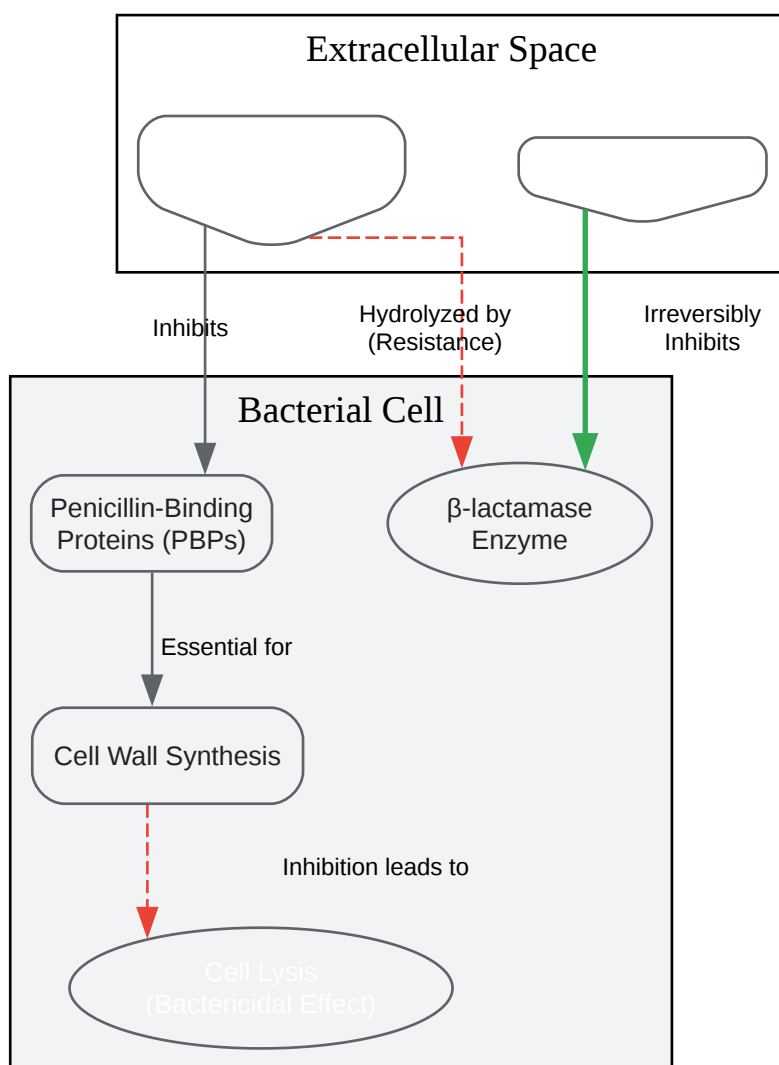 Extracellular Space
Inhibits
Hydrolyzed by
(Resistance)
Irreversibly
Inhibits
Bacterial Cell
Penicillin-Binding
Proteins (PBPs)
β-lactamase
Enzyme
Essential for
Cell Wall Synthesis
Inhibition leads to
Cell Lysis
(Bactericidal Effect)